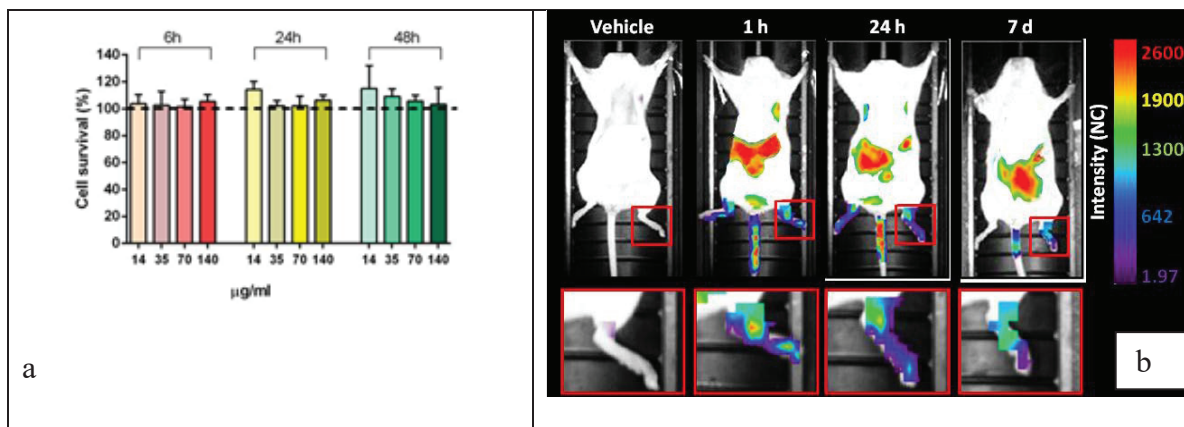 6h 24h 48h
140
120
100
80
60
40
20
0
Cell survival (%)
14 35 70 140 14 35 70 140 14 35 70 140
μg/ml
a
Vehicle 1 h 24 h 7 d
2600
1900
1300
642
1.97
Intensity (NC)
b